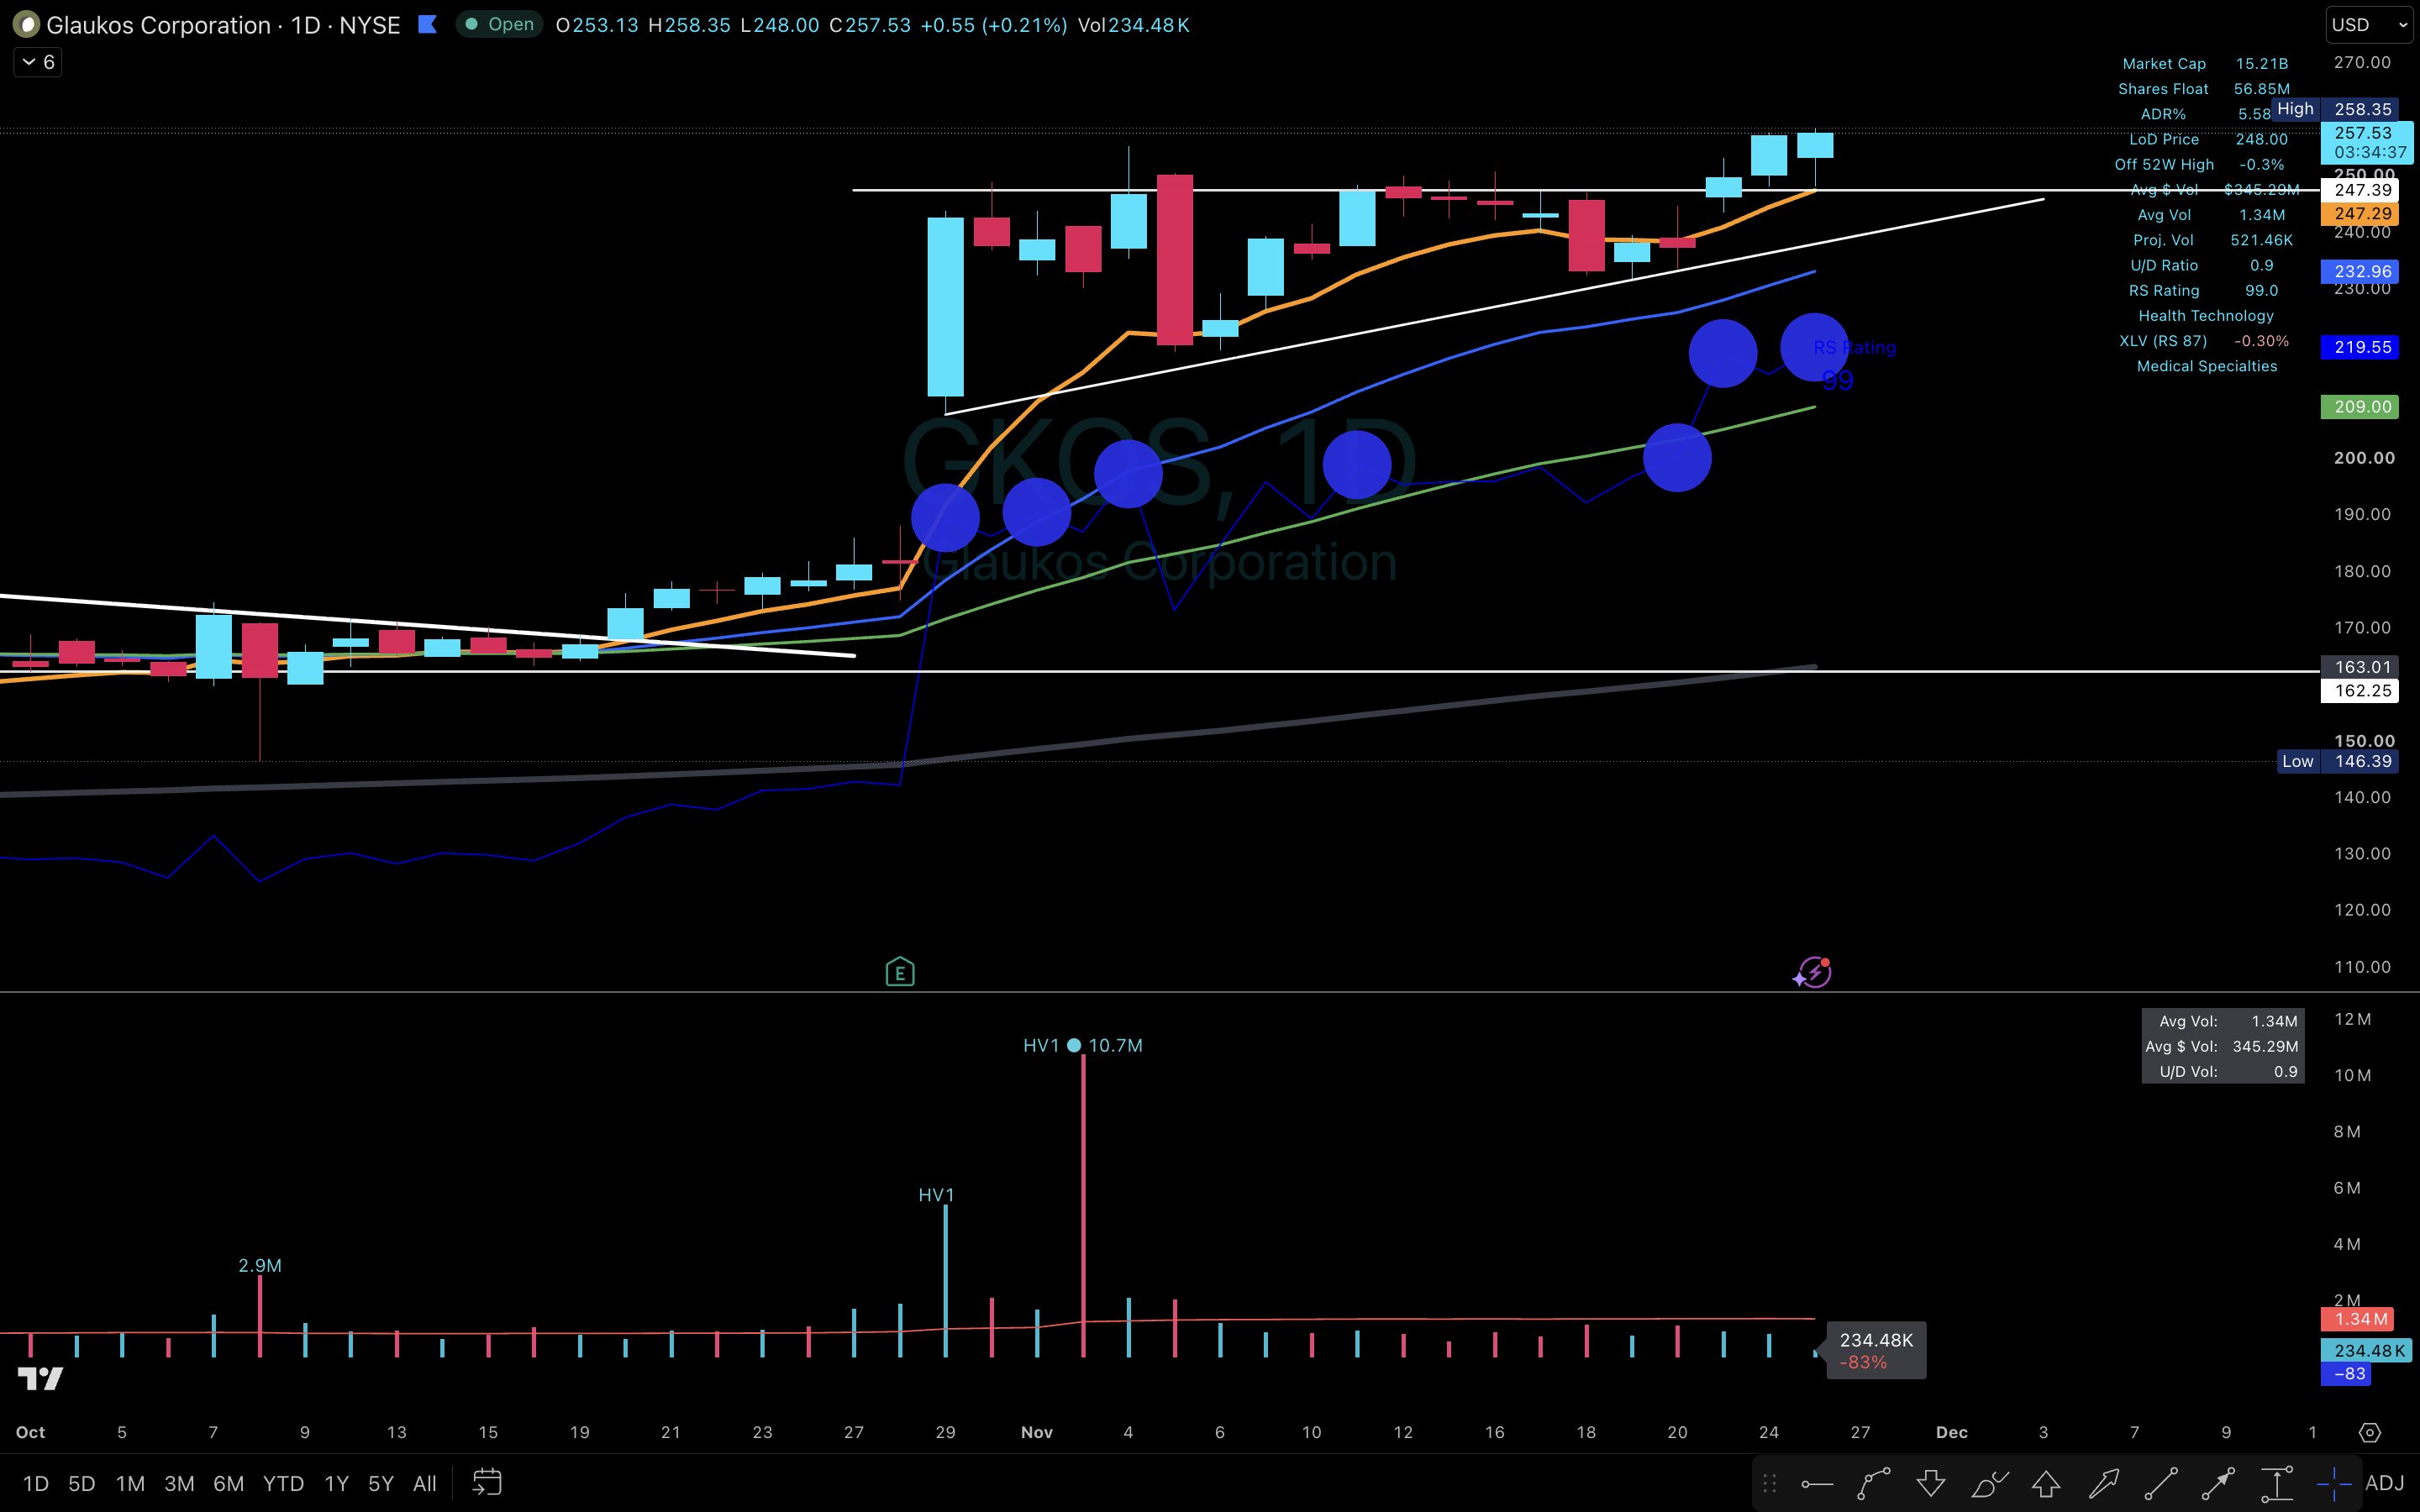 Glaukos Corporation · 1D · NYSE Open O253.13 H258.35 L248.00 C257.53 +0.55 (+0.21%) Vol234.48K
6
USD
Market Cap 15.21B
Shares Float 56.85M
ADR% 5.58
LoD Price 248.00
Off 52W High -0.3%
Avg $ Vol $345.29M
Avg Vol 1.34M
Proj. Vol 521.46K
U/D Ratio 0.9
RS Rating 99.0
Health Technology
XLV (RS 87) -0.30%
Medical Specialties
270.00
High 258.35
257.53
03:34:37
250.00
247.39
247.29
240.00
232.96
230.00
219.55
209.00
200.00
190.00
180.00
170.00
163.01
162.25
150.00
Low 146.39
140.00
130.00
120.00
110.00
RS Rating
99
GKOS, 1D
Glaukos Corporation
E
Avg Vol: 1.34M
Avg $ Vol: 345.29M
U/D Vol: 0.9
HV1 10.7M
HV1
2.9M
234.48K
-83%
12 M
10 M
8 M
6 M
4 M
2 M
1.34 M
234.48 K
−83
Oct 5 7 9 13 15 19 21 23 27 29 Nov 4 6 10 12 16 18 20 24 27 Dec 3 7 9 1
1D 5D 1M 3M 6M YTD 1Y 5Y All
ADJ